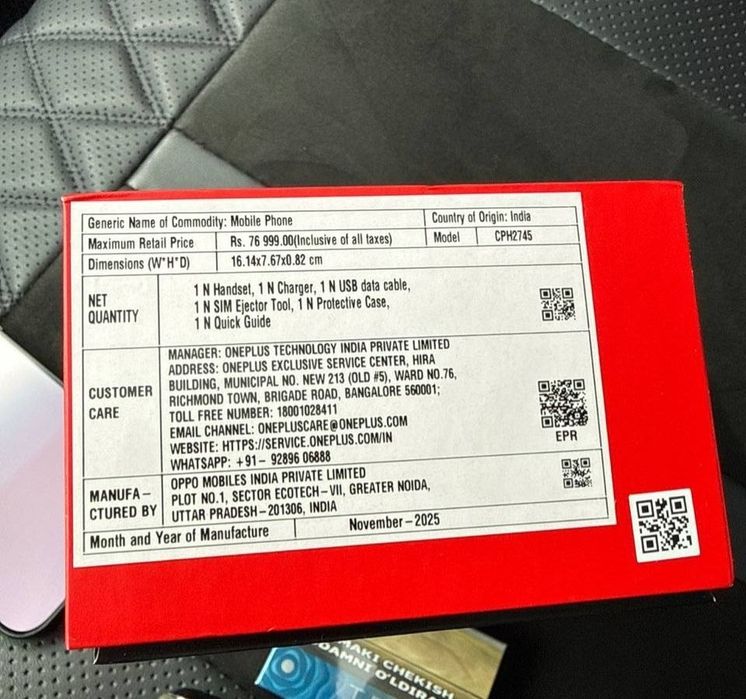 Generic Name of Commodity: Mobile Phone
Country of Origin: India
Maximum Retail Price
Rs. 76 999.00(Inclusive of all taxes)
Model
CPH2745
Dimensions (W*H*D)
16.14x7.67x0.82 cm
NET
QUANTITY
1 N Handset, 1 N Charger, 1 N USB data cable,
1 N SIM Ejector Tool, 1 N Protective Case,
1 N Quick Guide
CUSTOMER
CARE
MANAGER: ONEPLUS TECHNOLOGY INDIA PRIVATE LIMITED
ADDRESS: ONEPLUS EXCLUSIVE SERVICE CENTER, HIRA
BUILDING, MUNICIPAL NO. NEW 213 (OLD #5), WARD NO.76,
RICHMOND TOWN, BRIGADE ROAD, BANGALORE 560001;
TOLL FREE NUMBER: 18001028411
EMAIL CHANNEL: ONEPLUSCARE@ONEPLUS.COM
WEBSITE: HTTPS://SERVICE.ONEPLUS.COM/IN
WHATSAPP: +91- 92896 06888
EPR
MANUFA-
CTURED BY
OPPO MOBILES INDIA PRIVATE LIMITED
PLOT NO.1, SECTOR ECOTECH-VII, GREATER NOIDA,
UTTAR PRADESH-201306, INDIA
Month and Year of Manufacture
November-2025
CHEKISH